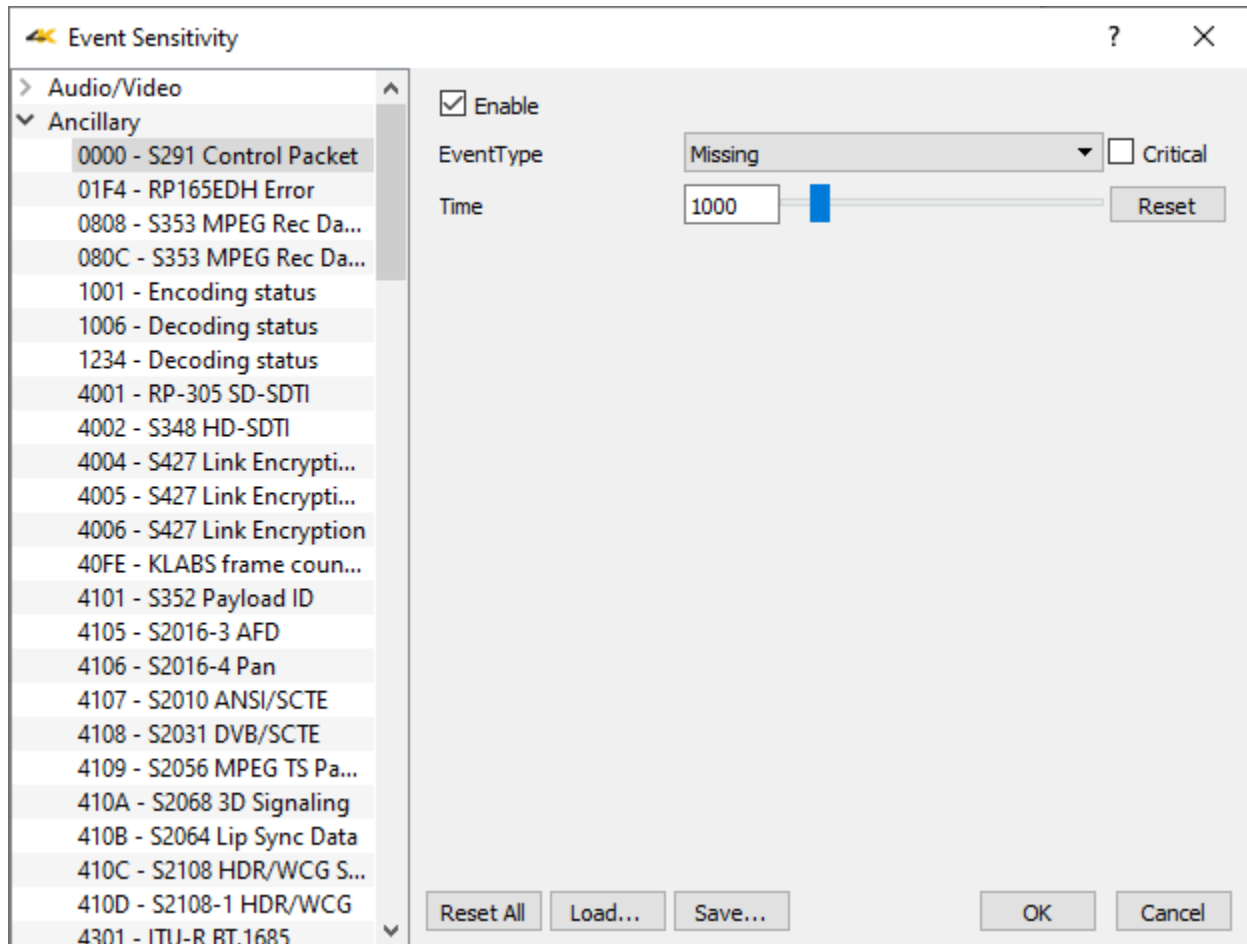 4K Event Sensitivity
Audio/Video
Ancillary
0000 - S291 Control Packet
01F4 - RP165EDH Error
0808 - S353 MPEG Rec Da...
080C - S353 MPEG Rec Da...
1001 - Encoding status
1006 - Decoding status
1234 - Decoding status
4001 - RP-305 SD-SDTI
4002 - S348 HD-SDTI
4004 - S427 Link Encrypti...
4005 - S427 Link Encrypti...
4006 - S427 Link Encryption
40FE - KLABS frame coun...
4101 - S352 Payload ID
4105 - S2016-3 AFD
4106 - S2016-4 Pan
4107 - S2010 ANSI/SCTE
4108 - S2031 DVB/SCTE
4109 - S2056 MPEG TS Pa...
410A - S2068 3D Signaling
410B - S2064 Lip Sync Data
410C - S2108 HDR/WCG S...
410D - S2108-1 HDR/WCG
4301 - ITU-R BT.1685
Enable
EventType Missing Critical
Time 1000 Reset
Reset All Load... Save... OK Cancel